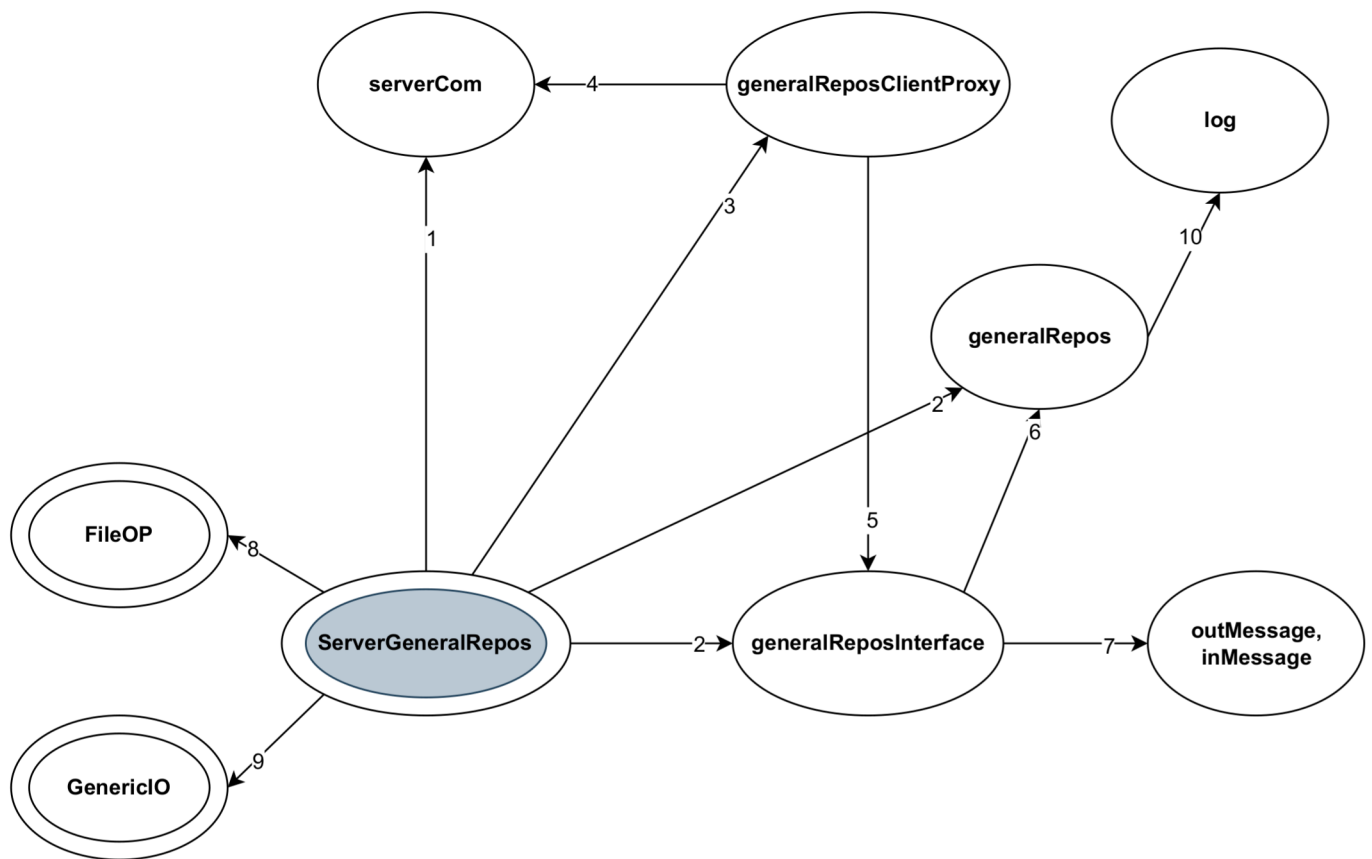 serverCom
4
generalReposClientProxy
log
3
1
10
generalRepos
2
6
5
FileOP
8
ServerGeneralRepos
2
generalReposInterface
7
outMessage,
inMessage
9
GenericIO